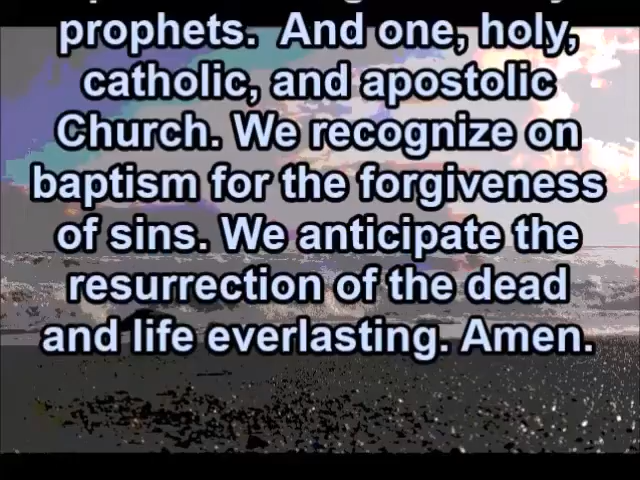 prophets. And one, holy,
catholic, and apostolic
Church. We recognize on
baptism for the forgiveness
of sins. We anticipate the
resurrection of the dead
and life everlasting. Amen.